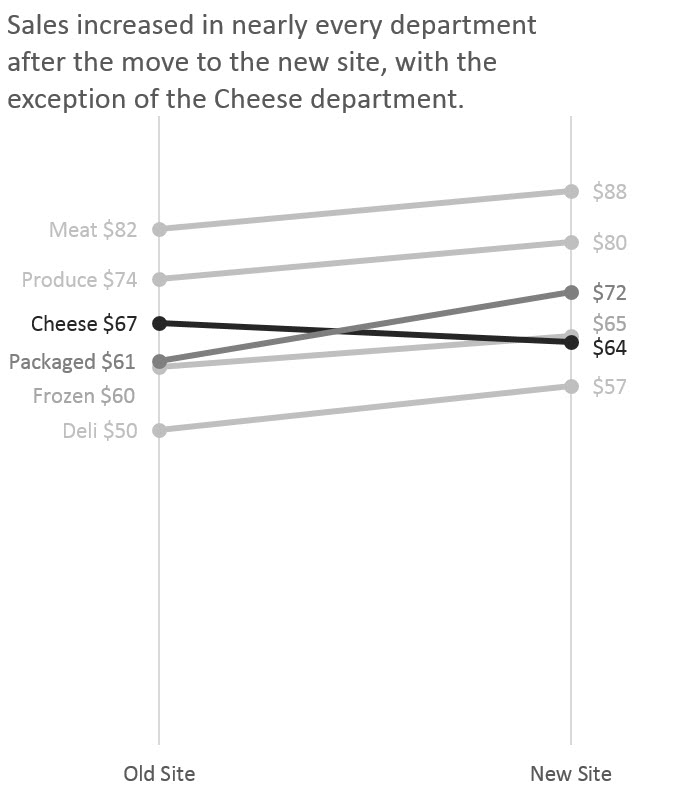 Sales increased in nearly every department
after the move to the new site, with the
exception of the Cheese department.
$88
Meat $82
$80
Produce $74
$72
Cheese $67
$65
$64
Packaged $61
$57
Frozen $60
Deli $50
Old Site
New Site